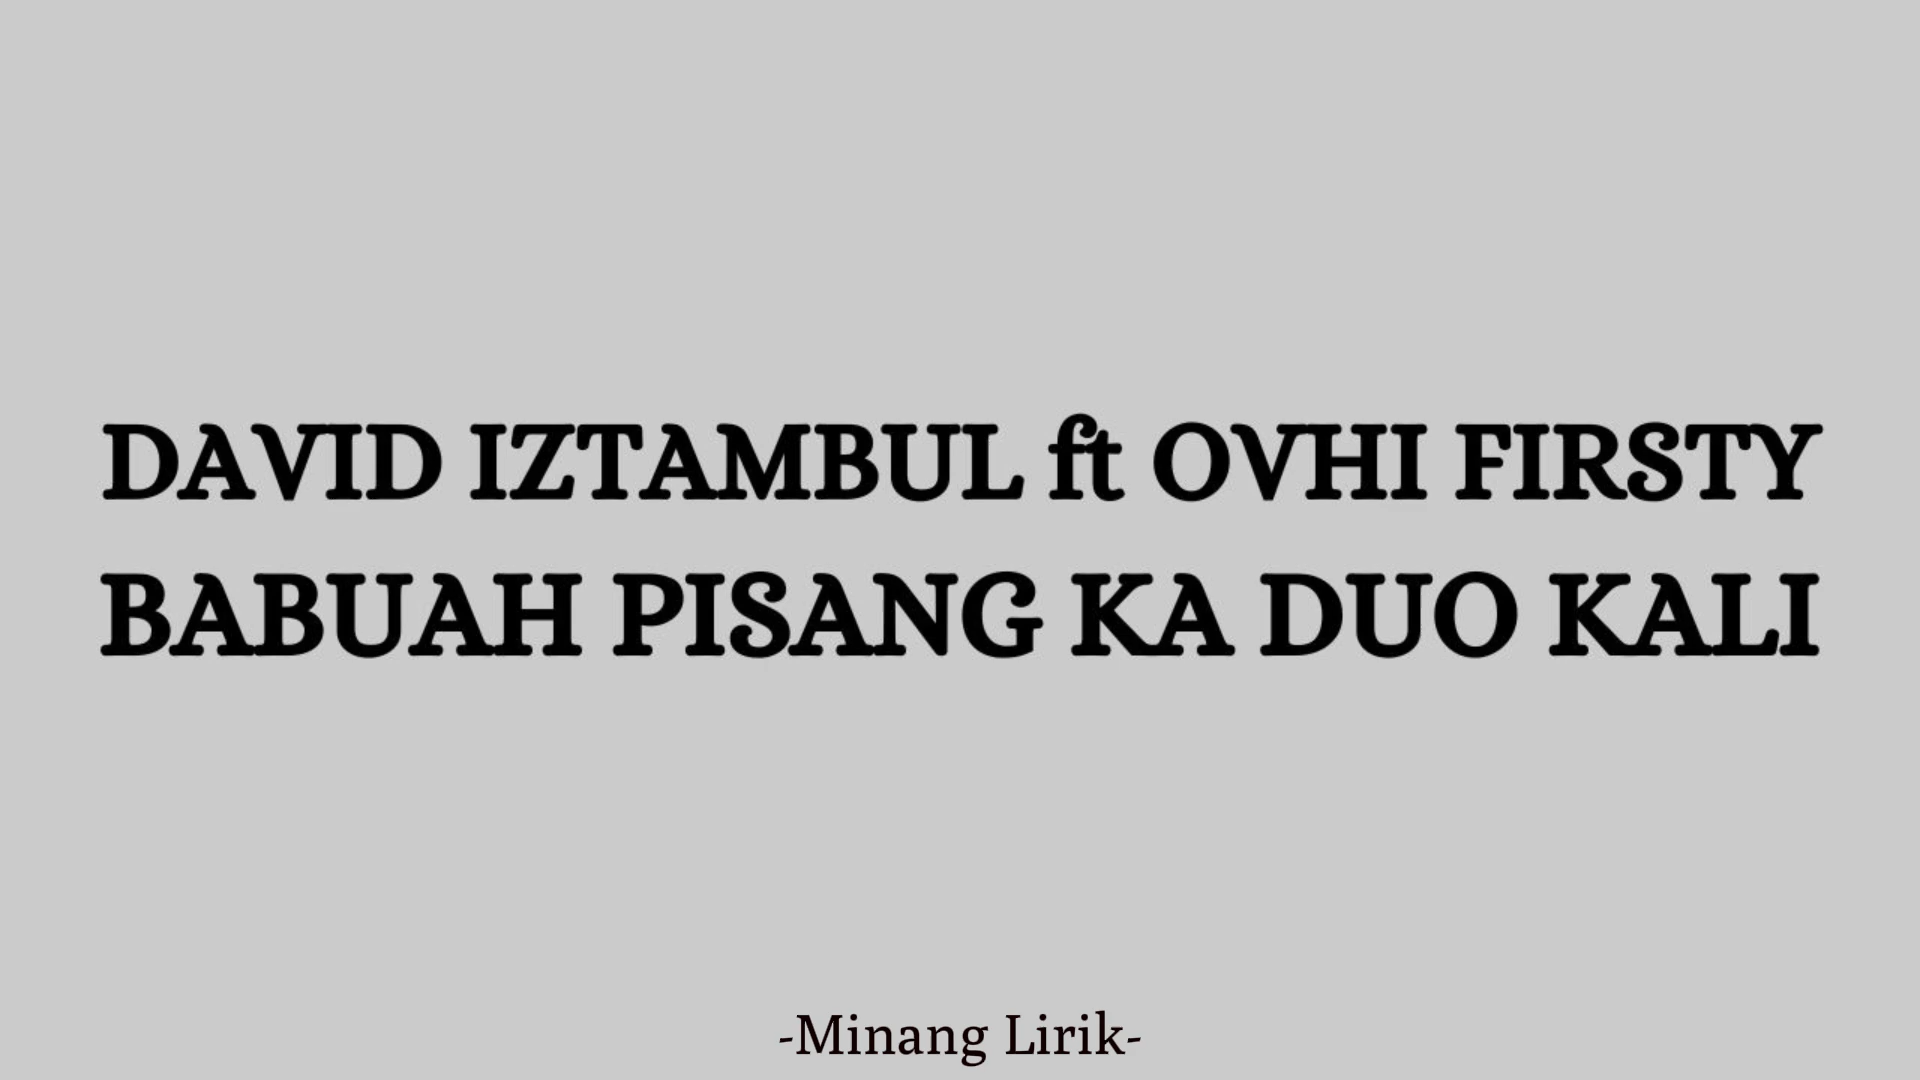 DAVID IZTAMBUL ft OVHI FIRSTY
BABUAH PISANG KA DUO KALI
-Minang Lirik-